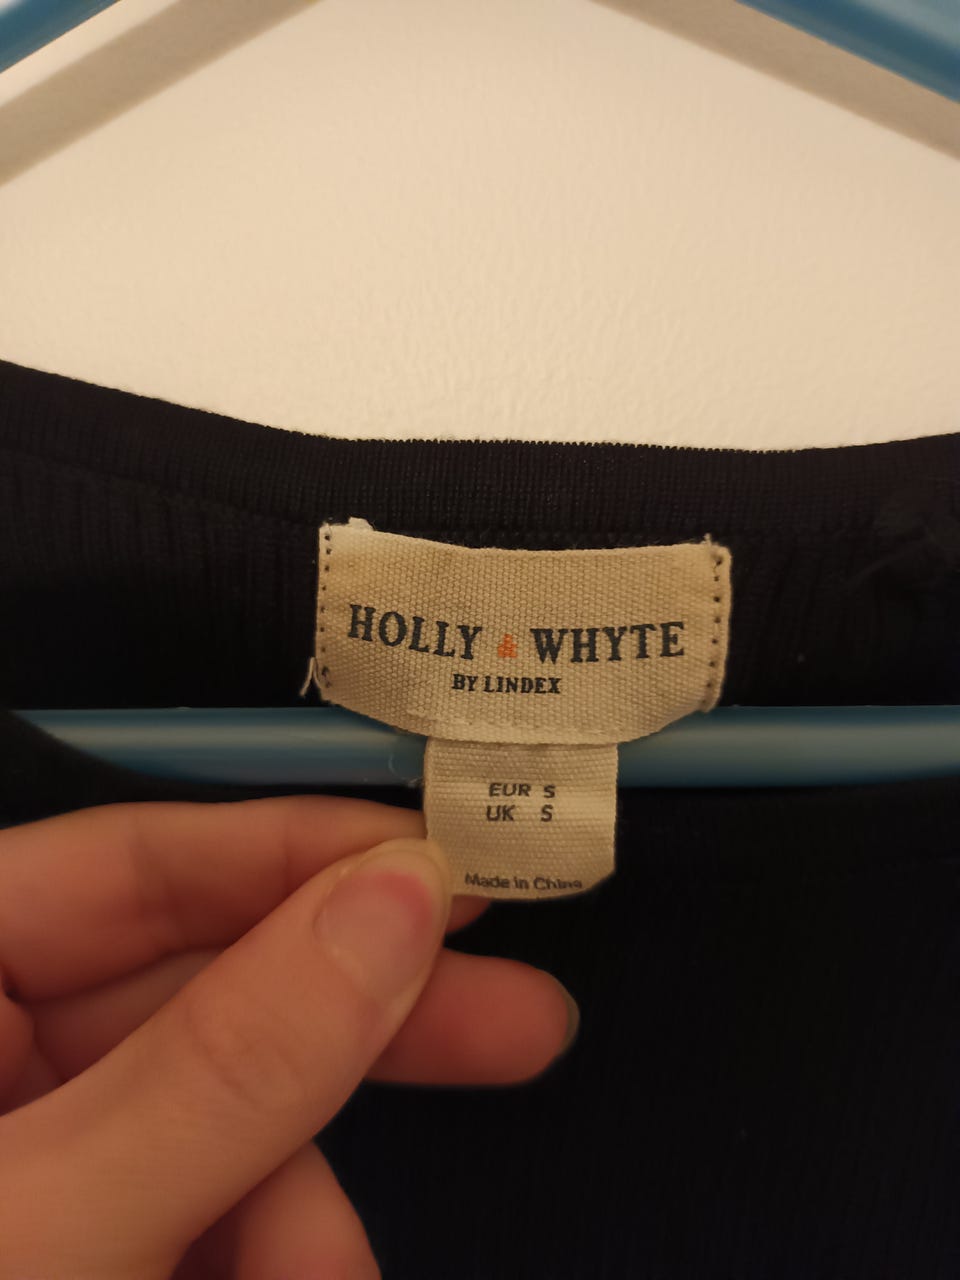 HOLLY & WHYTE
BY LINDEX
EUR S
UK S
Made in China